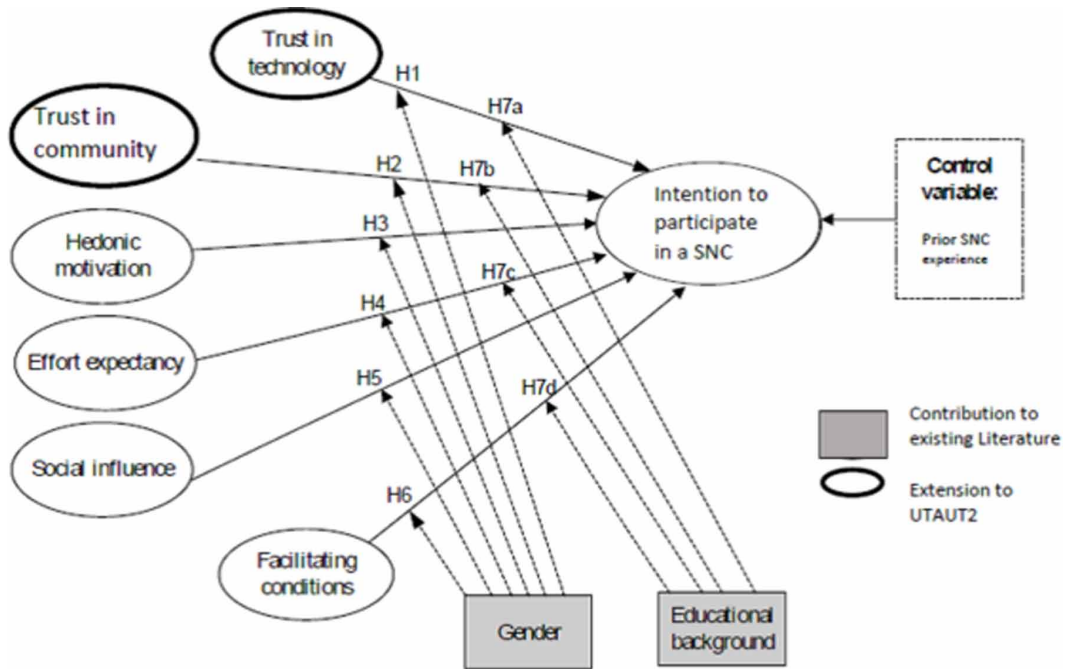 Trust in
technology
H1
H7a
Trust in
community
H2
H7b
Control
variable:
Prior SNC
experience
Intention to
participate
in a SNC
Hedonic
motivation
H3
H7c
H4
Effort expectancy
H5
H7d
Contribution to
existing Literature
Social influence
Extension to
UTAUT2
H6
Facilitating
conditions
Gender
Educational
background